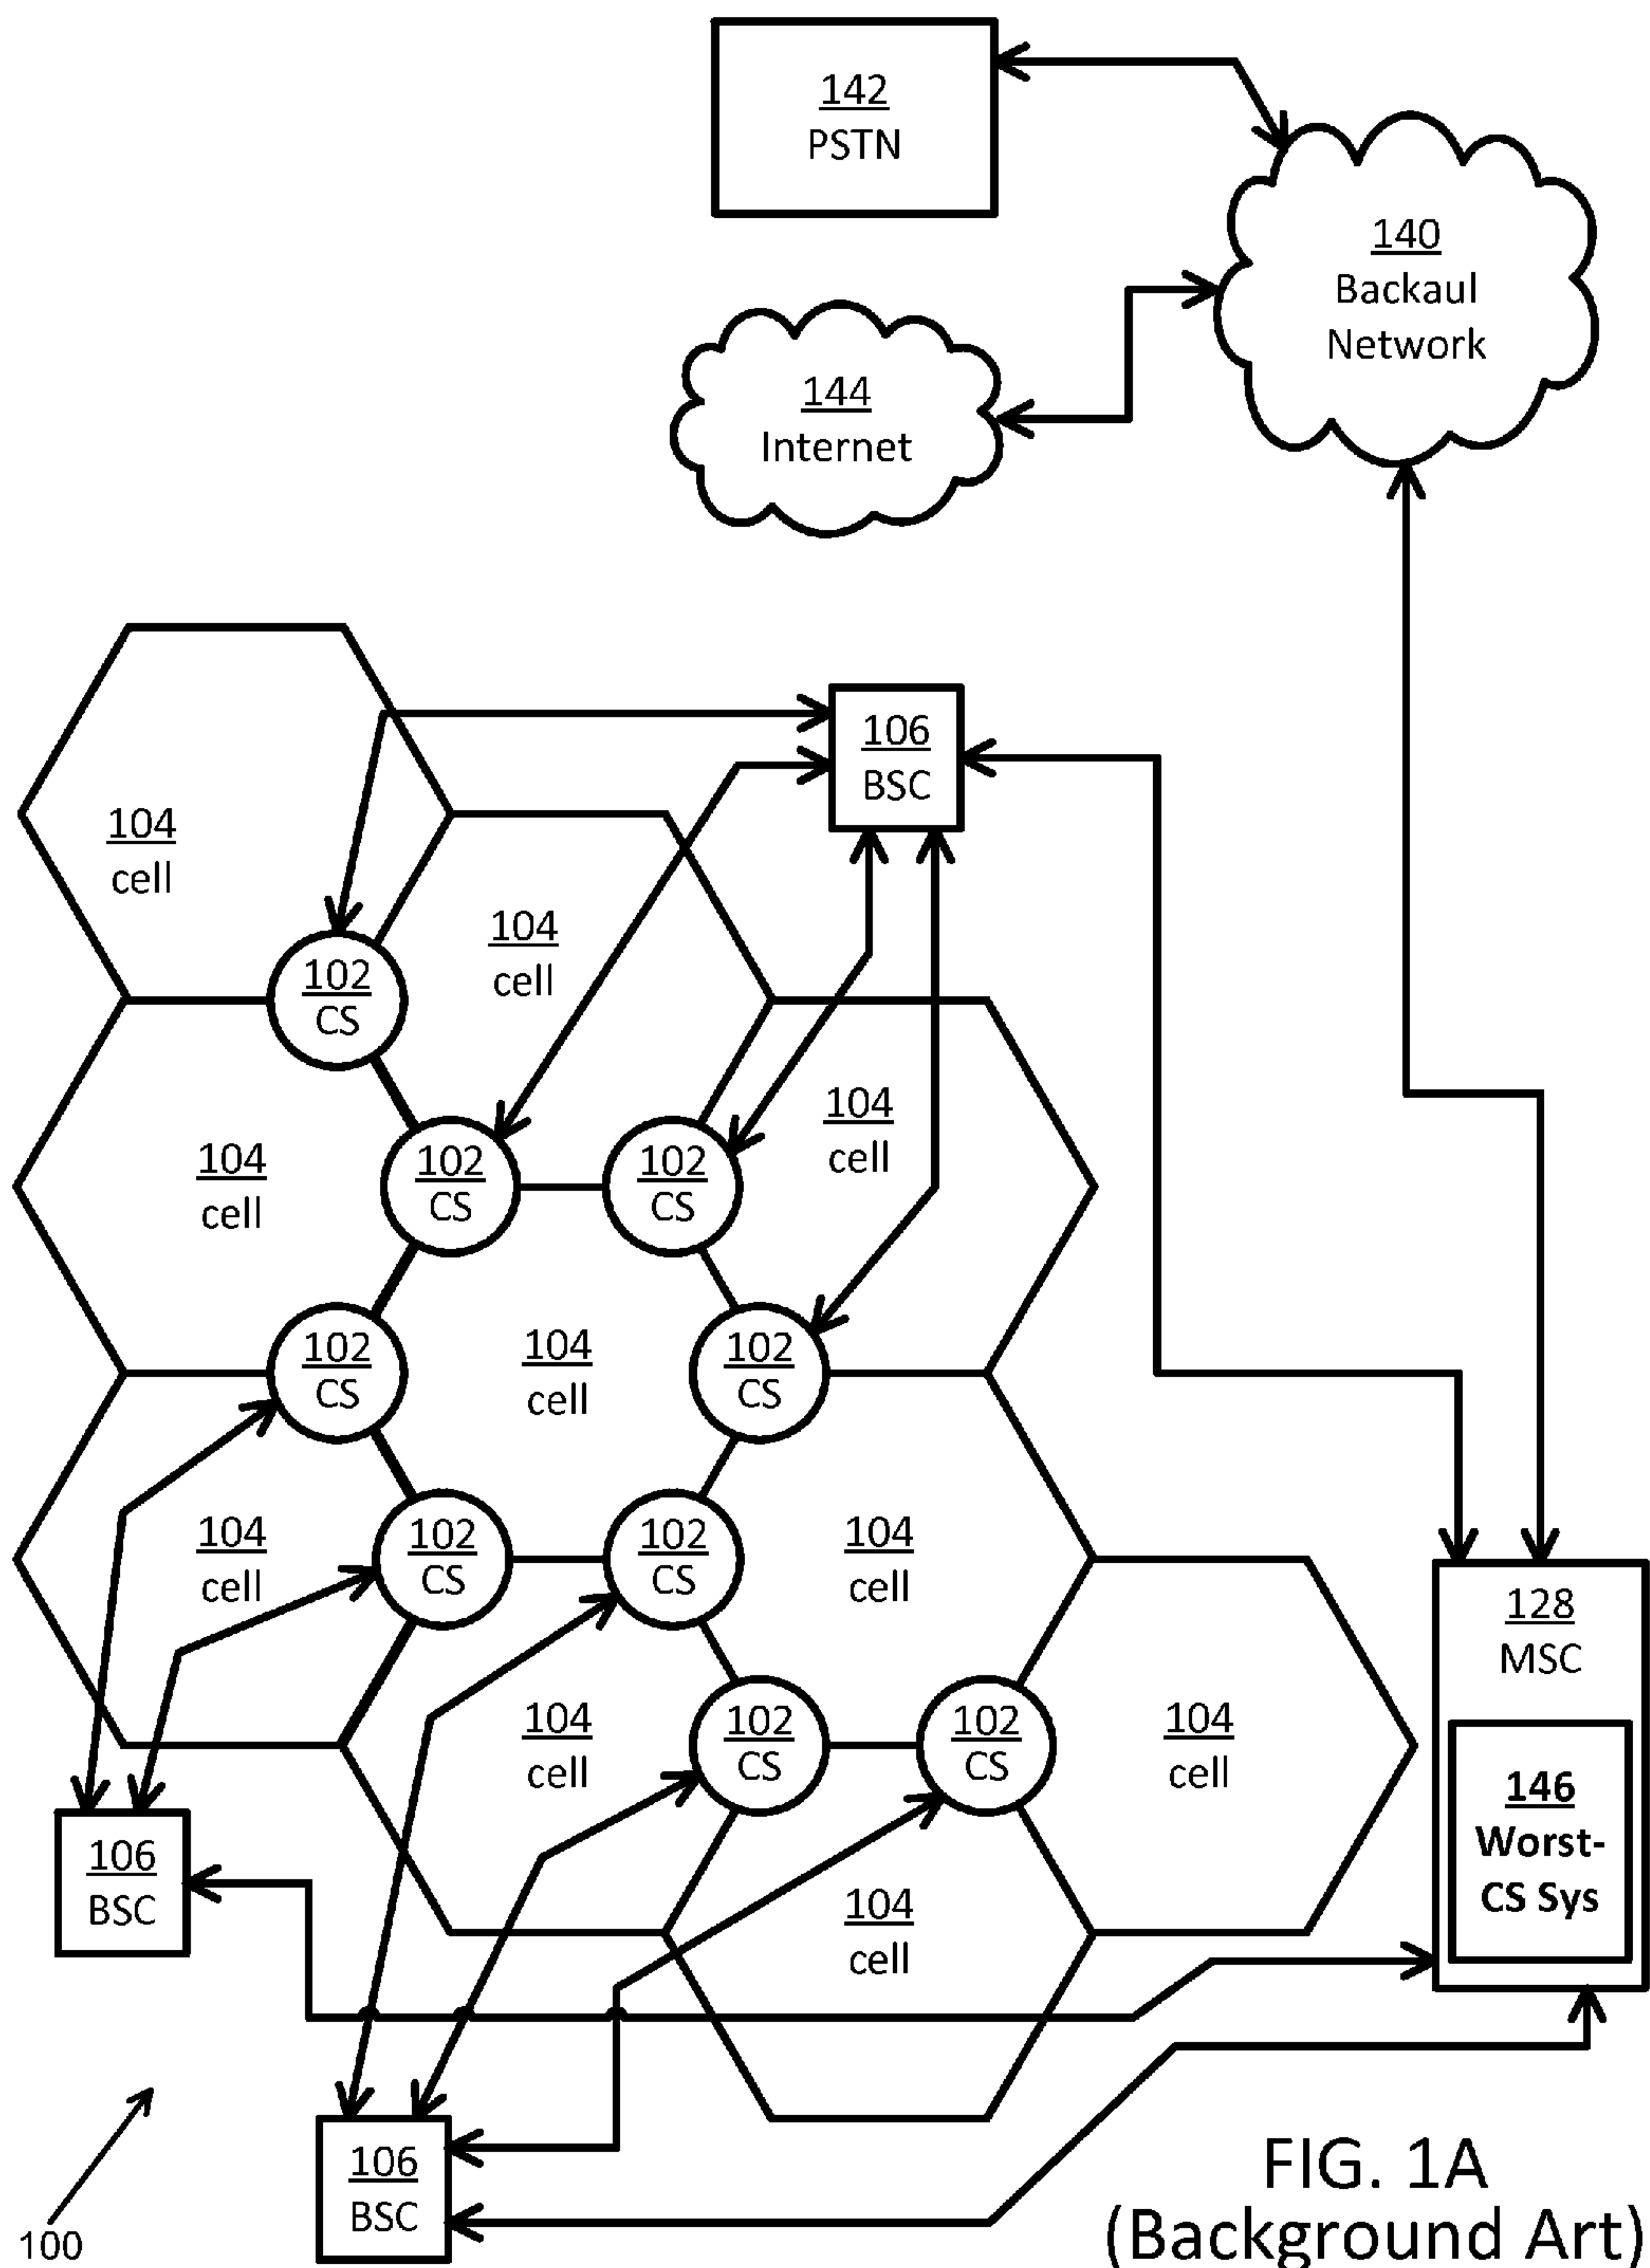 142
PSTN
140
Backaul
Network
144
Internet
106
BSC
104
cell
104
cell
102
CS
104
cell
104
cell
102
CS
102
CS
102
CS
104
cell
102
CS
104
cell
102
CS
102
CS
104
cell
128
MSC
104
cell
102
CS
102
CS
104
cell
146
Worst-
CS Sys
106
BSC
104
cell
106
BSC
100
FIG. 1A
(Background Art)